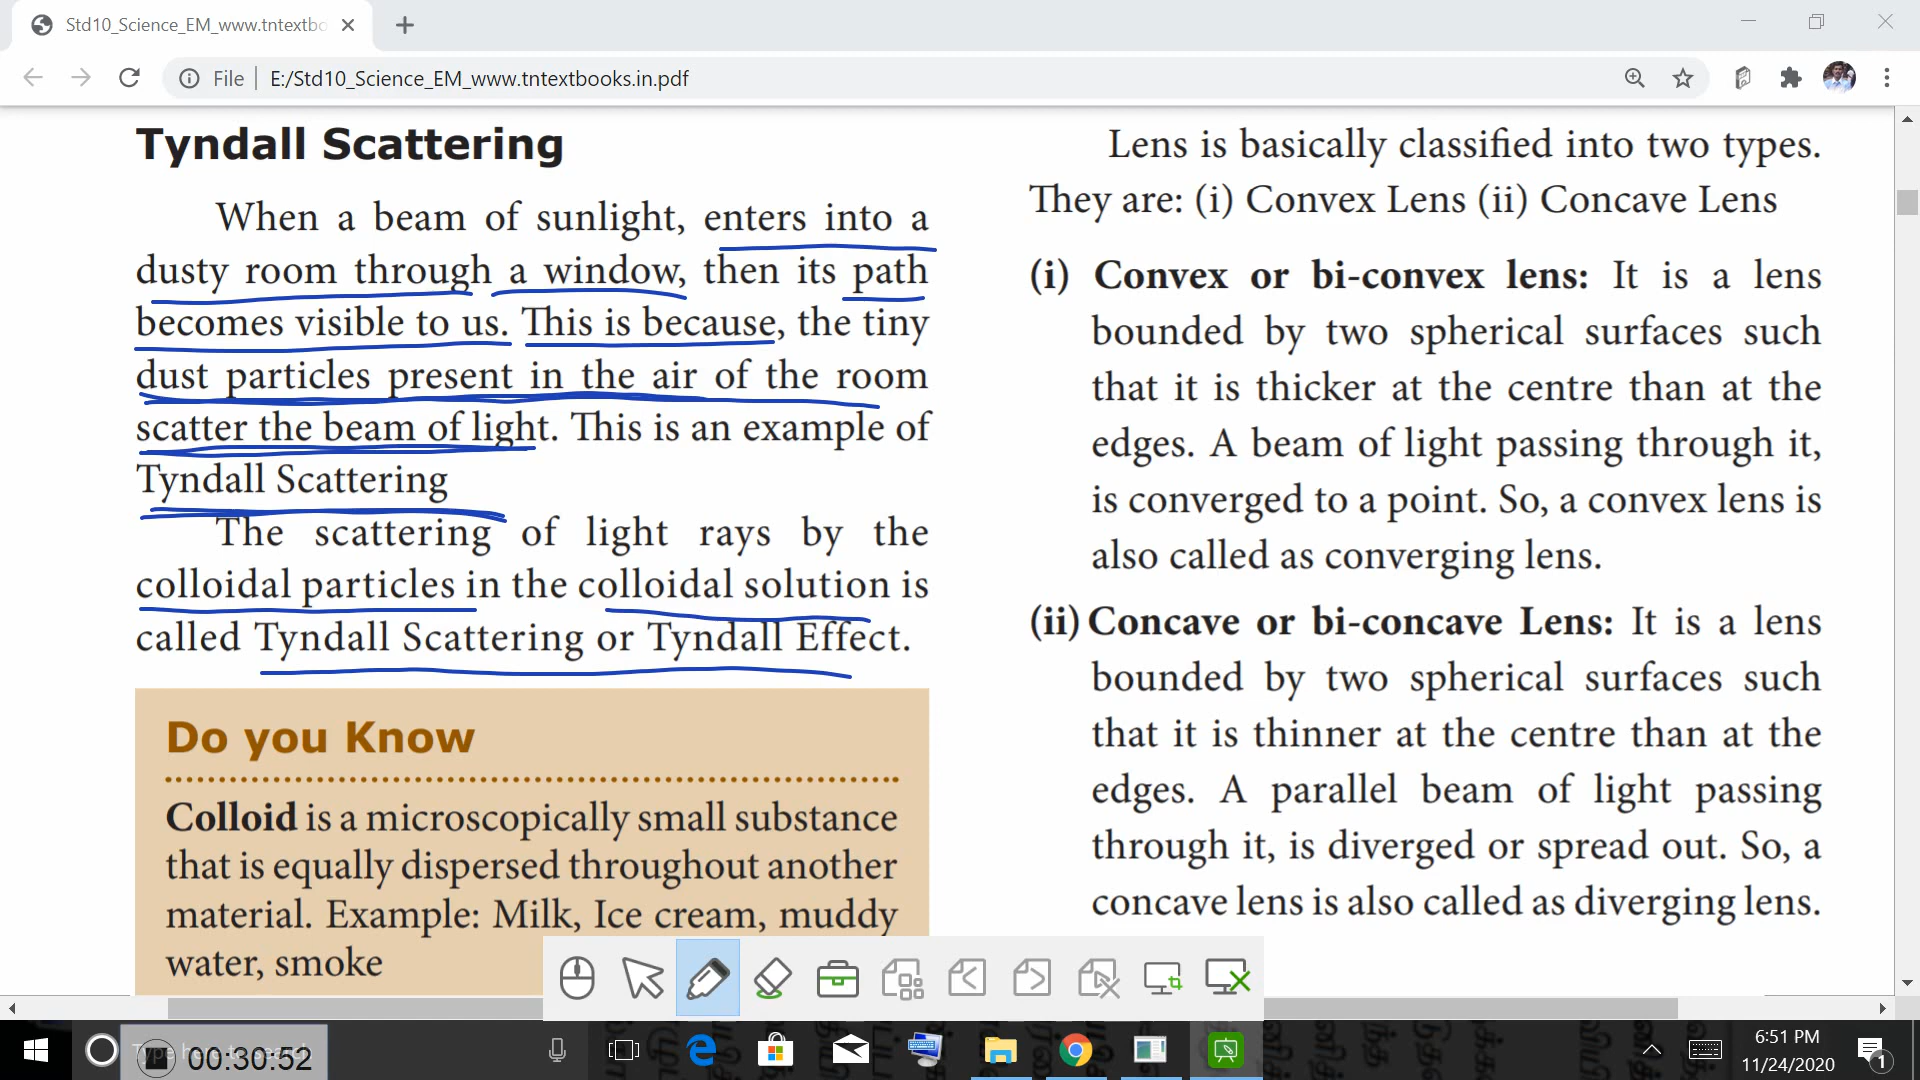 Std10_Science_EM_www.tntextbo
File
E:/Std10_Science_EM_www.tntextbooks.in.pdf
Tyndall Scattering
When a beam of sunlight, enters into a
dusty room through a window, then its path
becomes visible to us. This is because, the tiny
dust particles present in the air of the room
scatter the beam of light. This is an example of
Tyndall Scattering
The scattering of light rays by the
colloidal particles in the colloidal solution is
called Tyndall Scattering or Tyndall Effect.
Do you Know
Colloid is a microscopically small substance
that is equally dispersed throughout another
material. Example: Milk, Ice cream, muddy
water, smoke
Lens is basically classified into two types.
They are: (i) Convex Lens (ii) Concave Lens
(i) Convex or bi-convex lens: It is a lens
bounded by two spherical surfaces such
that it is thicker at the centre than at the
edges. A beam of light passing through it,
is converged to a point. So, a convex lens is
also called as converging lens.
(ii) Concave or bi-concave Lens: It is a lens
bounded by two spherical surfaces such
that it is thinner at the centre than at the
edges. A parallel beam of light passing
through it, is diverged or spread out. So, a
concave lens is also called as diverging lens.
Type here to search
00:30:52
6:51 PM
11/24/2020
1